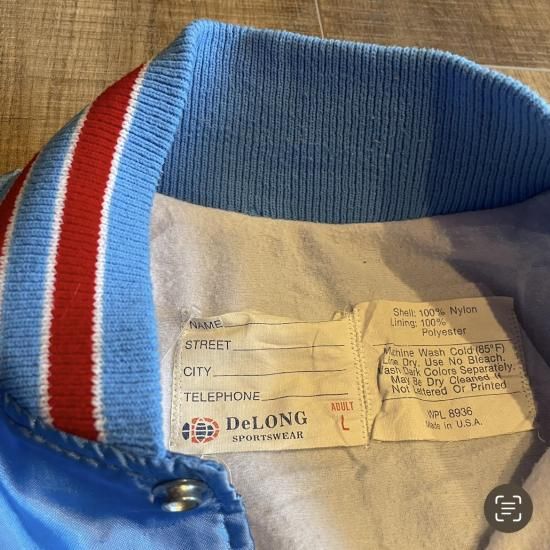 NAME
STREET
CITY
TELEPHONE
DeLONG
SPORTSWEAR
ADULT
L
Shell: 100% Nylon
Lining: 100%
Polyester
Machine Wash Cold (85°F)
Line Dry. Use No Bleach.
Wash Dark Colors Separately.
May Be Dry Cleaned If
Not Lettered Or Printed
WPL 8936
Made in U.S.A.